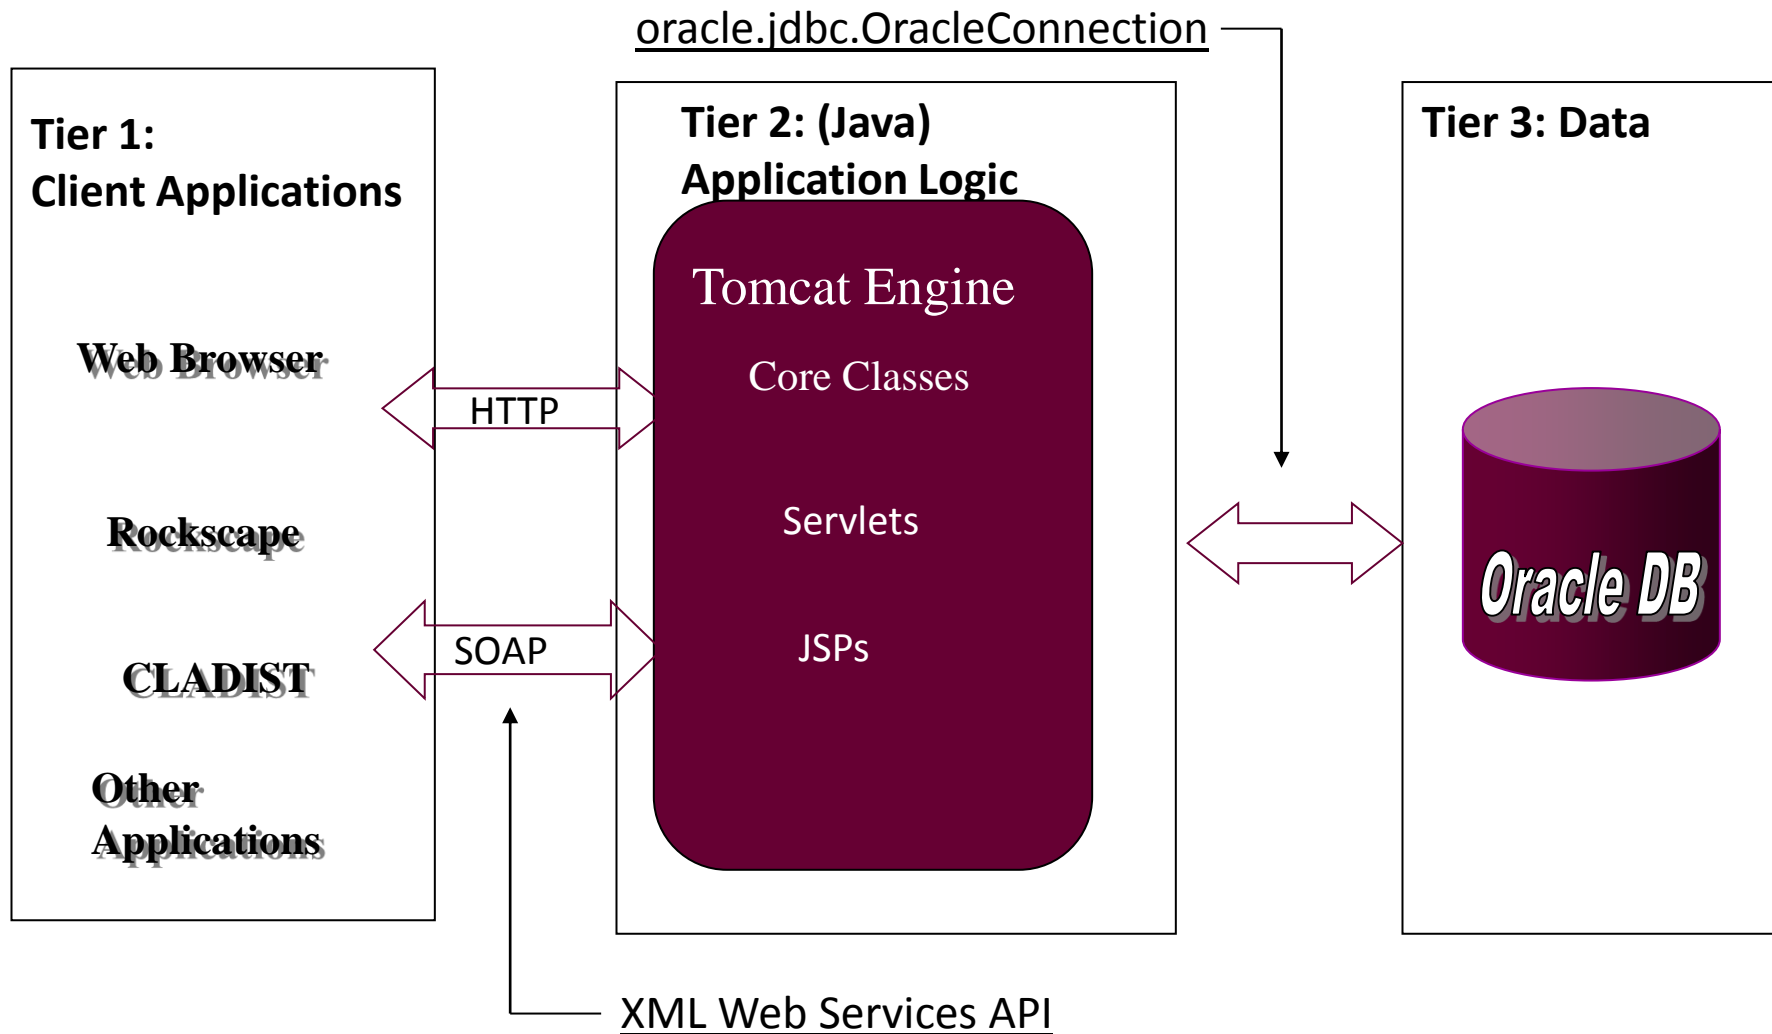 oracle.jdbc.OracleConnection
Tier 1:
Client Applications
Web Browser
Rockscape
CLADIST
Other
Applications
HTTP
SOAP
Tier 2: (Java)
Application Logic
Tomcat Engine
Core Classes
Servlets
JSPs
Tier 3: Data
Oracle DB
XML Web Services API